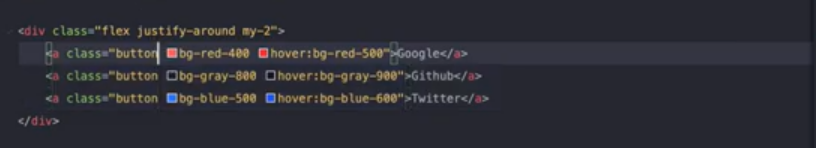 <div class="flex justify-around my-2">
<a class="button bg-red-400 hover:bg-red-500">Google</a>
<a class="button bg-gray-800 hover:bg-gray-900">Github</a>
<a class="button bg-blue-500 hover:bg-blue-600">Twitter</a>
</div>